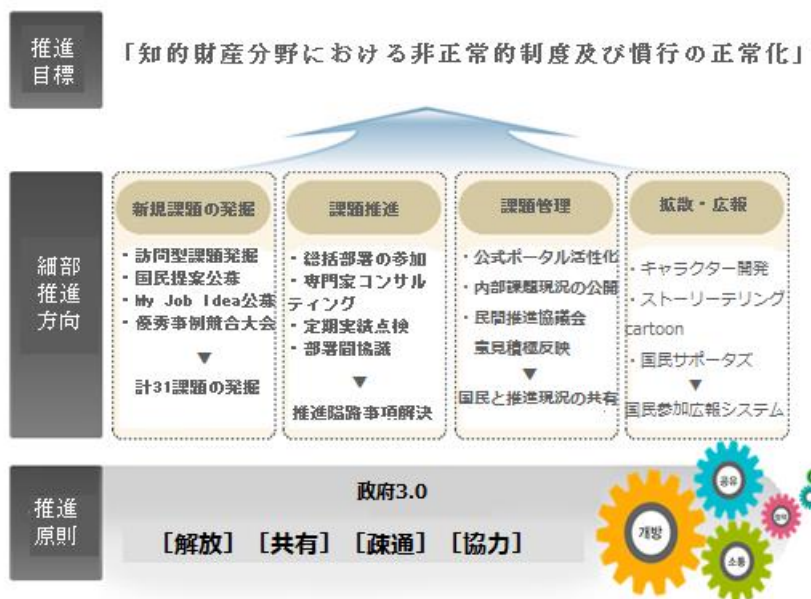 推進
目標
「知的財産分野における非正常的制度及び慣行の正常化」
細部
推進
方向
新規課題の発掘
・訪問型課題発掘
・国民提案公募
・My Job Idea公募
・優秀事例競合大会
▼
計31課題の発掘
課題推進
・総括部署の参加
・専門家コンサル
ティング
・定期実績点検
・部署間協議
▼
推進隘路事項解決
課題管理
・公式ポータル活性化
・内部課題現況の公開
・民間推進協議会
意見積極反映
▼
国民と推進現況の共有
拡散・広報
・キャラクター開発
・ストーリーテリング
cartoon
・国民サポータズ
▼
国民参加広報システム
推進
原則
政府3.0
［解放］［共有］［疎通］［協力］
개방
공유
소통
협력